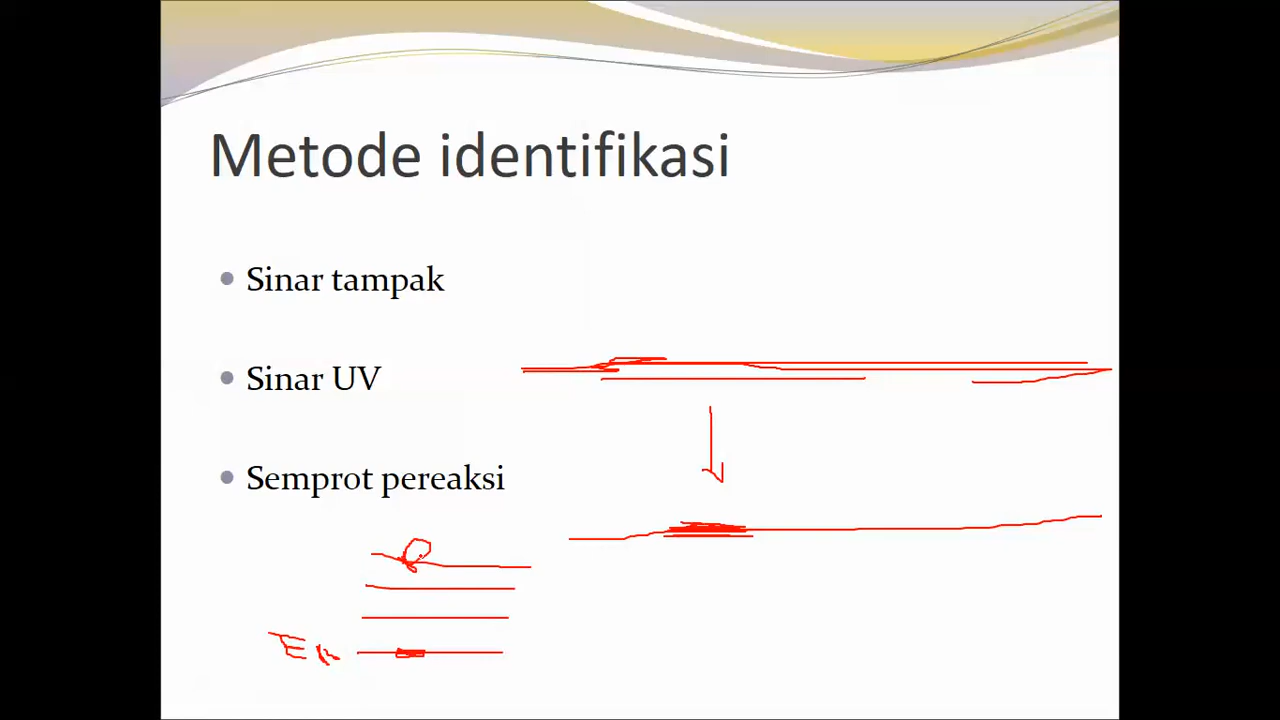 Metode identifikasi
Sinar tampak
Sinar UV
Semprot pereaksi